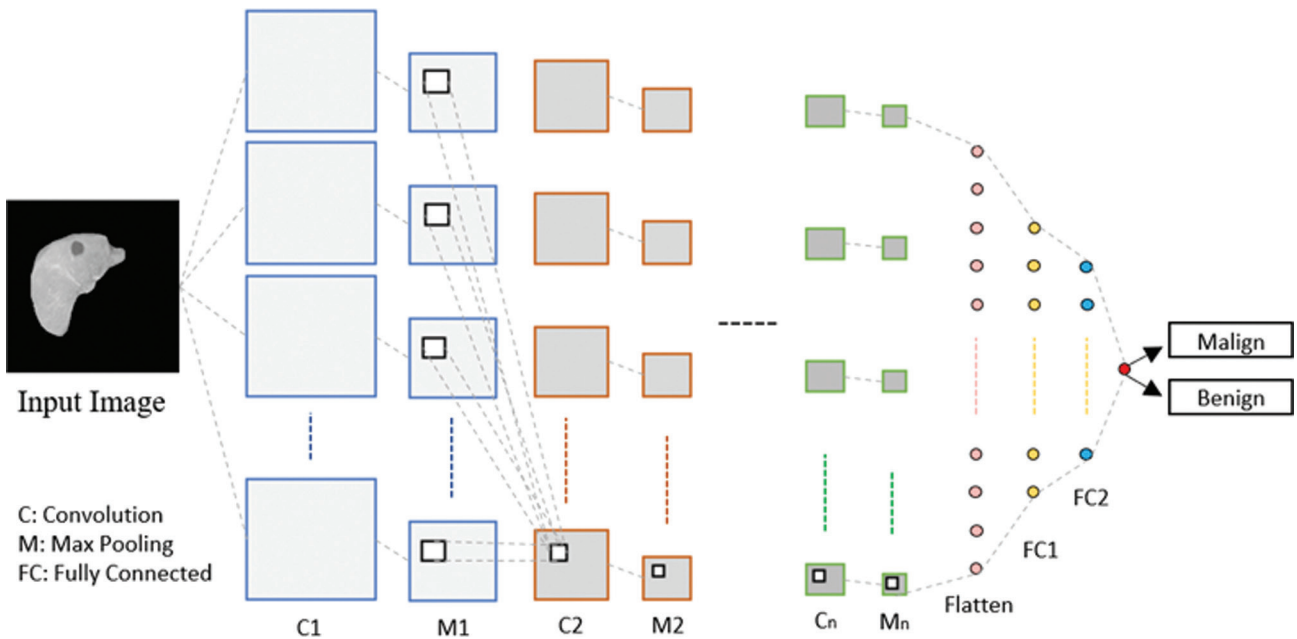 Input Image
C: Convolution
M: Max Pooling
FC: Fully Connected
C1
M1
C2
M2
Cn
Mn
Flatten
FC1
FC2
Malign
Benign